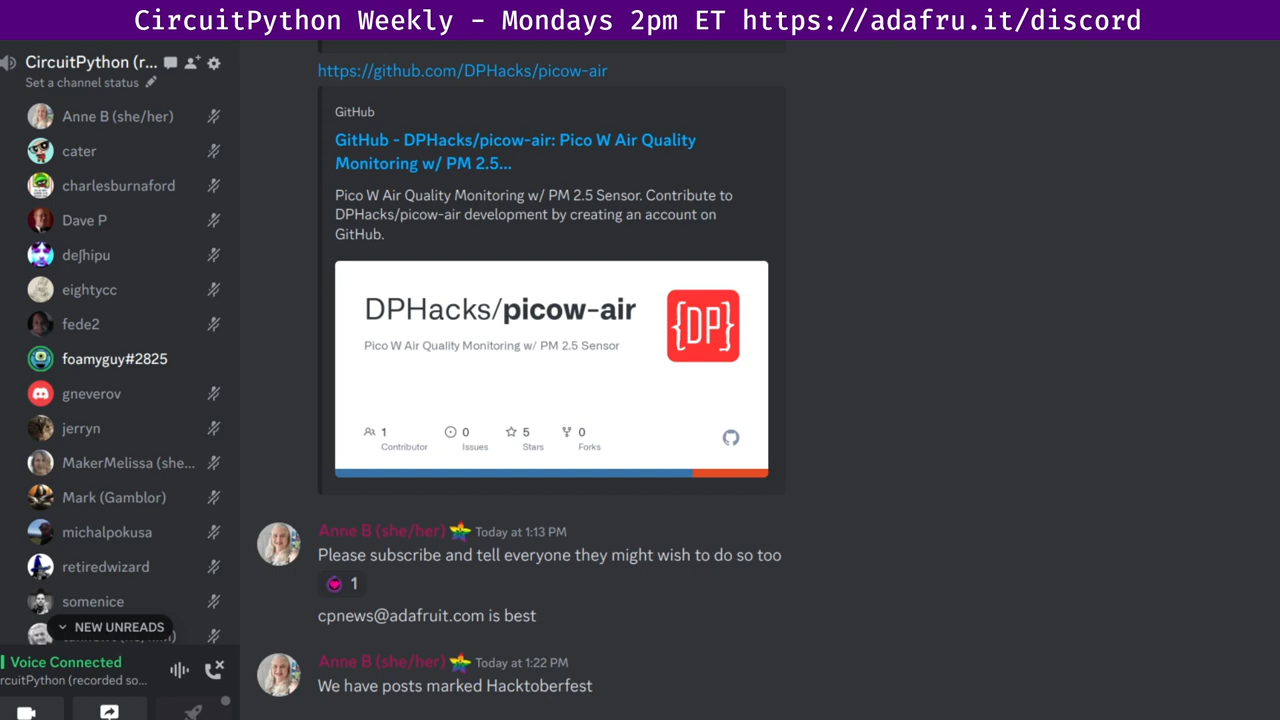 CircuitPython Weekly - Mondays 2pm ET https://adafru.it/discord
CircuitPython (r...
Set a channel status
Anne B (she/her)
cater
charlesburnaford
Dave P
deʃhipu
eightycc
fede2
foamyguy#2825
gneverov
jerryn
MakerMelissa (she...
Mark (Gamblor)
michalpokusa
retiredwizard
somenice
NEW UNREADS
Voice Connected
rcuitPython (recorded so...
https://github.com/DPHacks/picow-air
GitHub
GitHub - DPHacks/picow-air: Pico W Air Quality
Monitoring w/ PM 2.5...
Pico W Air Quality Monitoring w/ PM 2.5 Sensor. Contribute to
DPHacks/picow-air development by creating an account on
GitHub.
DPHacks/picow-air
{DP}
Pico W Air Quality Monitoring w/ PM 2.5 Sensor
1 Contributor
0 Issues
5 Stars
0 Forks
Anne B (she/her) Today at 1:13 PM
Please subscribe and tell everyone they might wish to do so too
1
cpnews@adafruit.com is best
Anne B (she/her) Today at 1:22 PM
We have posts marked Hacktoberfest